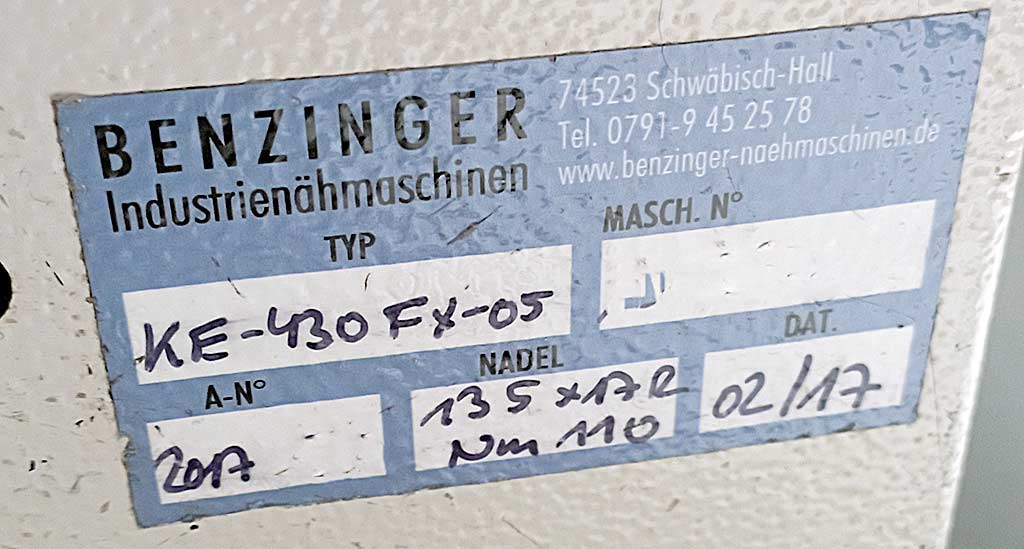 BENZINGER
Industrienähmaschinen
74523 Schwäbisch-Hall
Tel. 0791-9 45 25 78
www.benzinger-naehmaschinen.de
TYP
KE-430 FX-05
MASCH. N°
A-N°
2017
NADEL
135x17R
Nm 110
DAT.
02/17